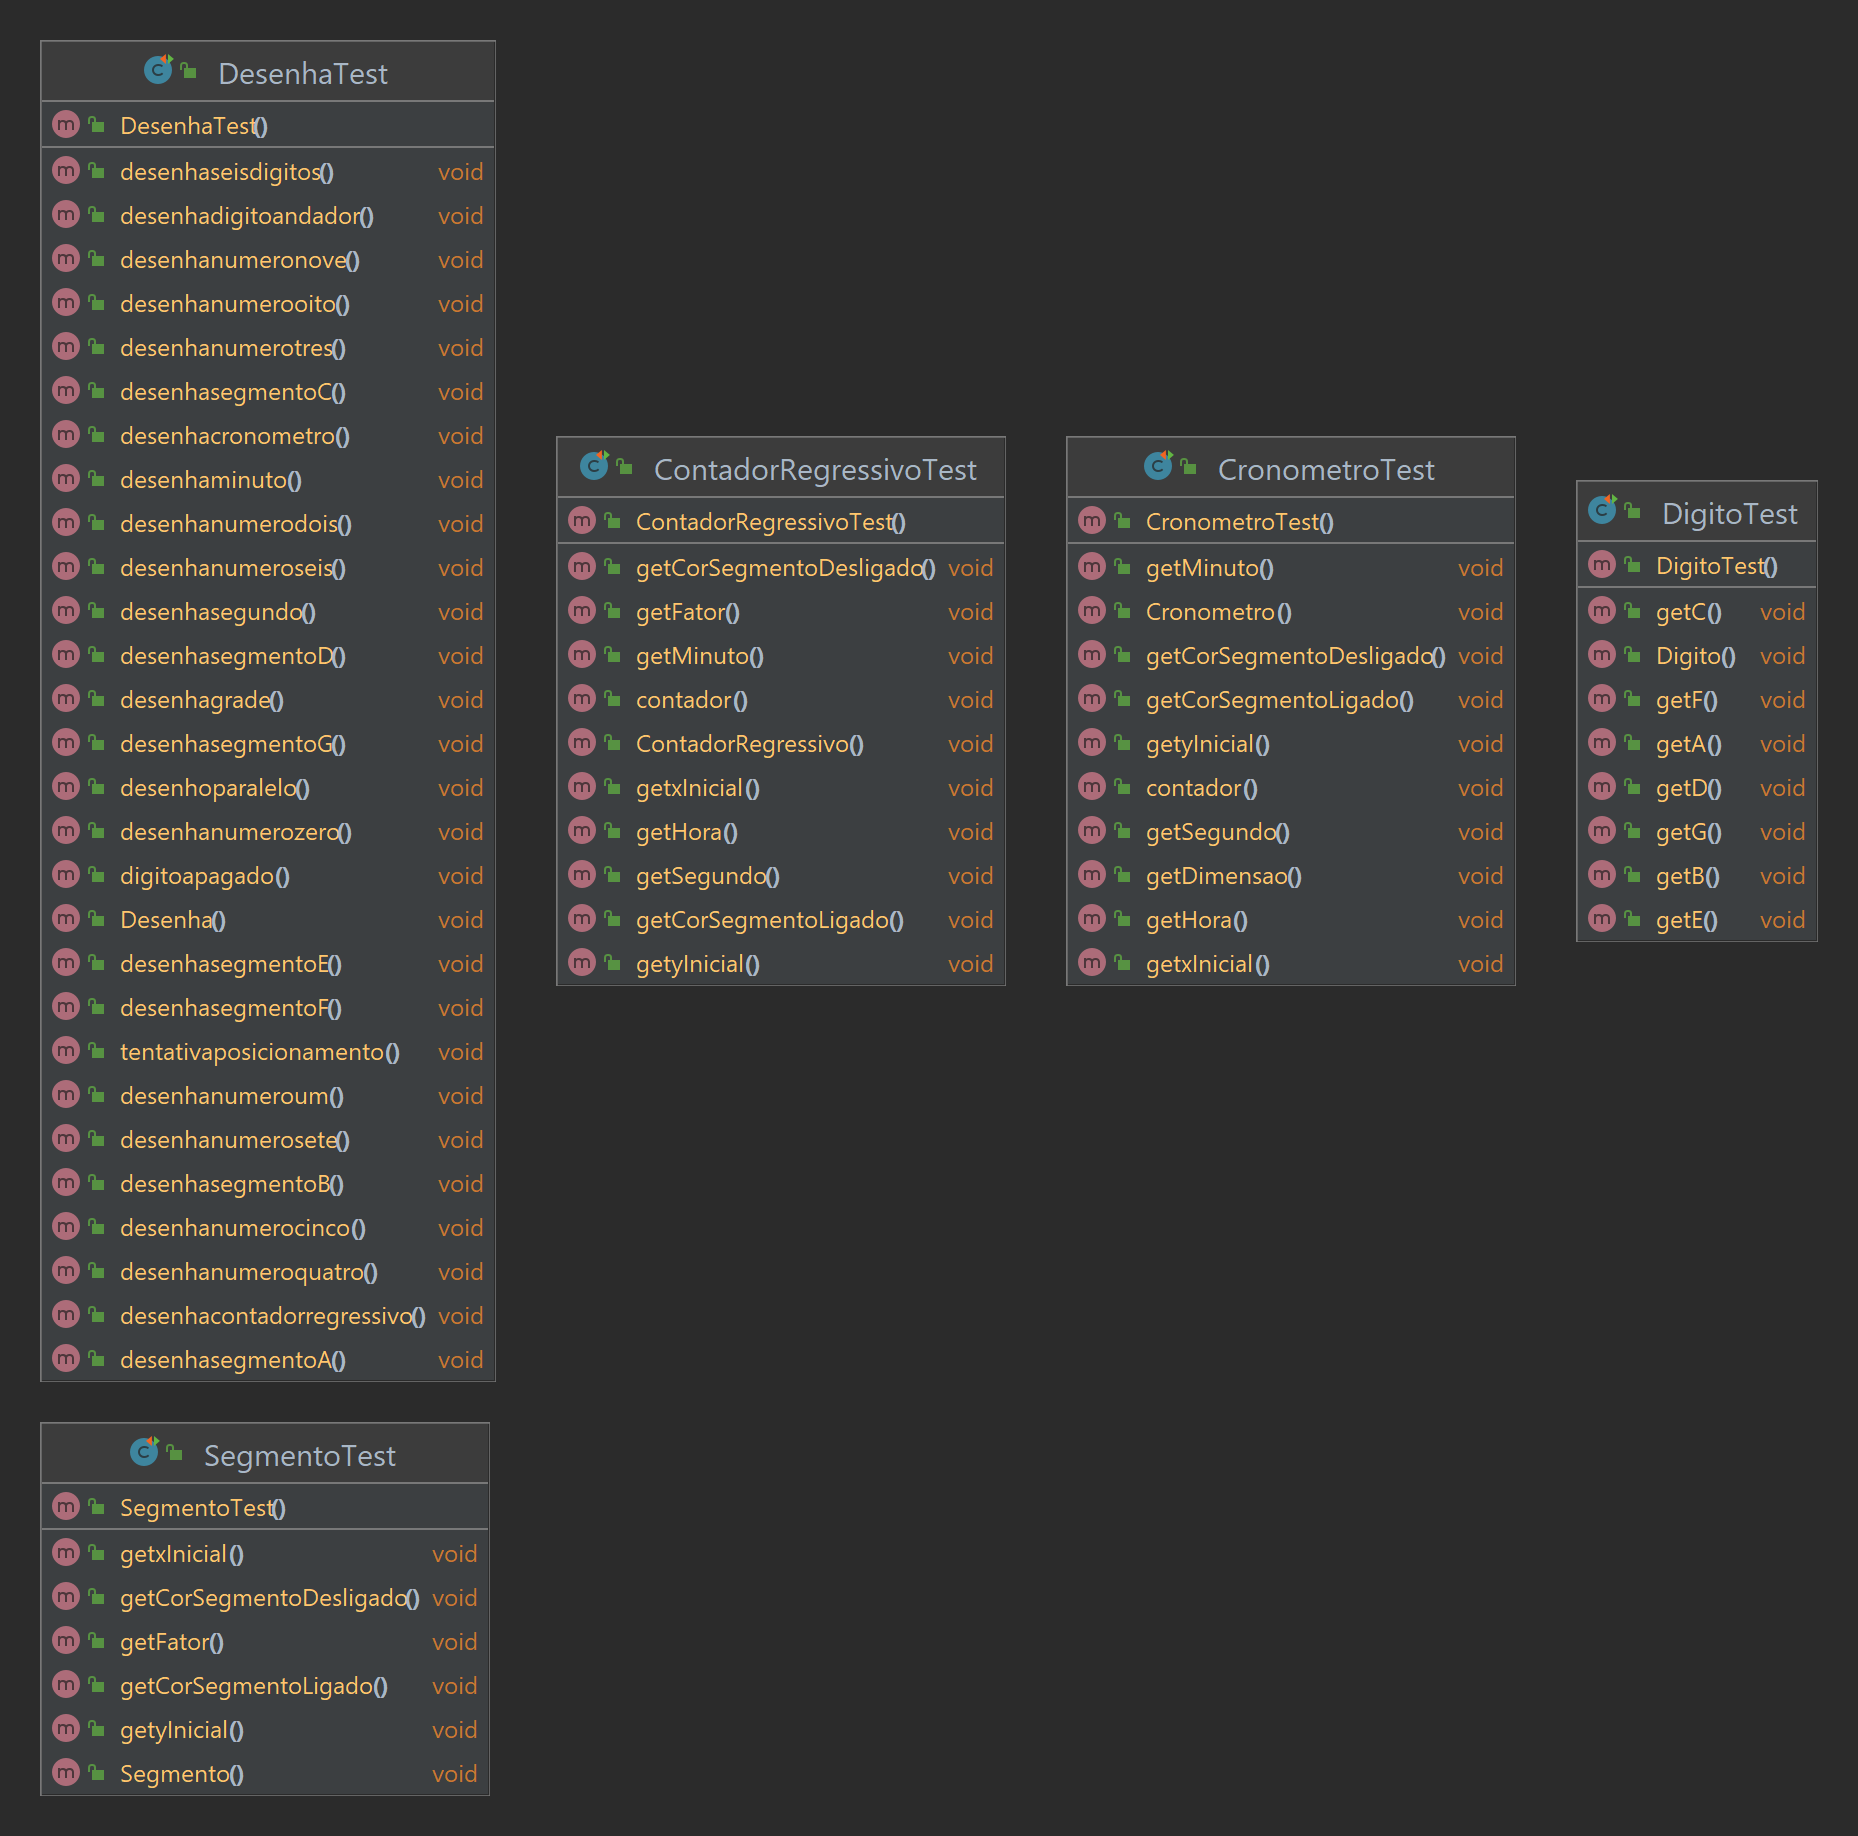 DesenhaTest
DesenhaTest()
desenhaseisdigitos() void
desenhadigitoandador() void
desenhanumeronove() void
desenhanumerooito() void
desenhanumerotres() void
desenhasegmentoC() void
desenhacronometro() void
desenhaminuto() void
desenhanumerodois() void
desenhanumeroseis() void
desenhasegundo() void
desenhasegmentoD() void
desenhagrade() void
desenhasegmentoG() void
desenhoparalelo() void
desenhanumerozero() void
digitoapagado() void
Desenha() void
desenhasegmentoE() void
desenhasegmentoF() void
tentativaposicionamento() void
desenhanumeroum() void
desenhanumerosete() void
desenhasegmentoB() void
desenhanumerocinco() void
desenhanumeroquatro() void
desenhacontadorregressivo() void
desenhasegmentoA() void
ContadorRegressivoTest
ContadorRegressivoTest()
getCorSegmentoDesligado() void
getFator() void
getMinuto() void
contador() void
ContadorRegressivo() void
getxInicial() void
getHora() void
getSegundo() void
getCorSegmentoLigado() void
getyInicial() void
CronometroTest
CronometroTest()
getMinuto() void
Cronometro() void
getCorSegmentoDesligado() void
getCorSegmentoLigado() void
getyInicial() void
contador() void
getSegundo() void
getDimensao() void
getHora() void
getxInicial() void
DigitoTest
DigitoTest()
getC() void
Digito() void
getF() void
getA() void
getD() void
getG() void
getB() void
getE() void
SegmentoTest
SegmentoTest()
getxInicial() void
getCorSegmentoDesligado() void
getFator() void
getCorSegmentoLigado() void
getyInicial() void
Segmento() void